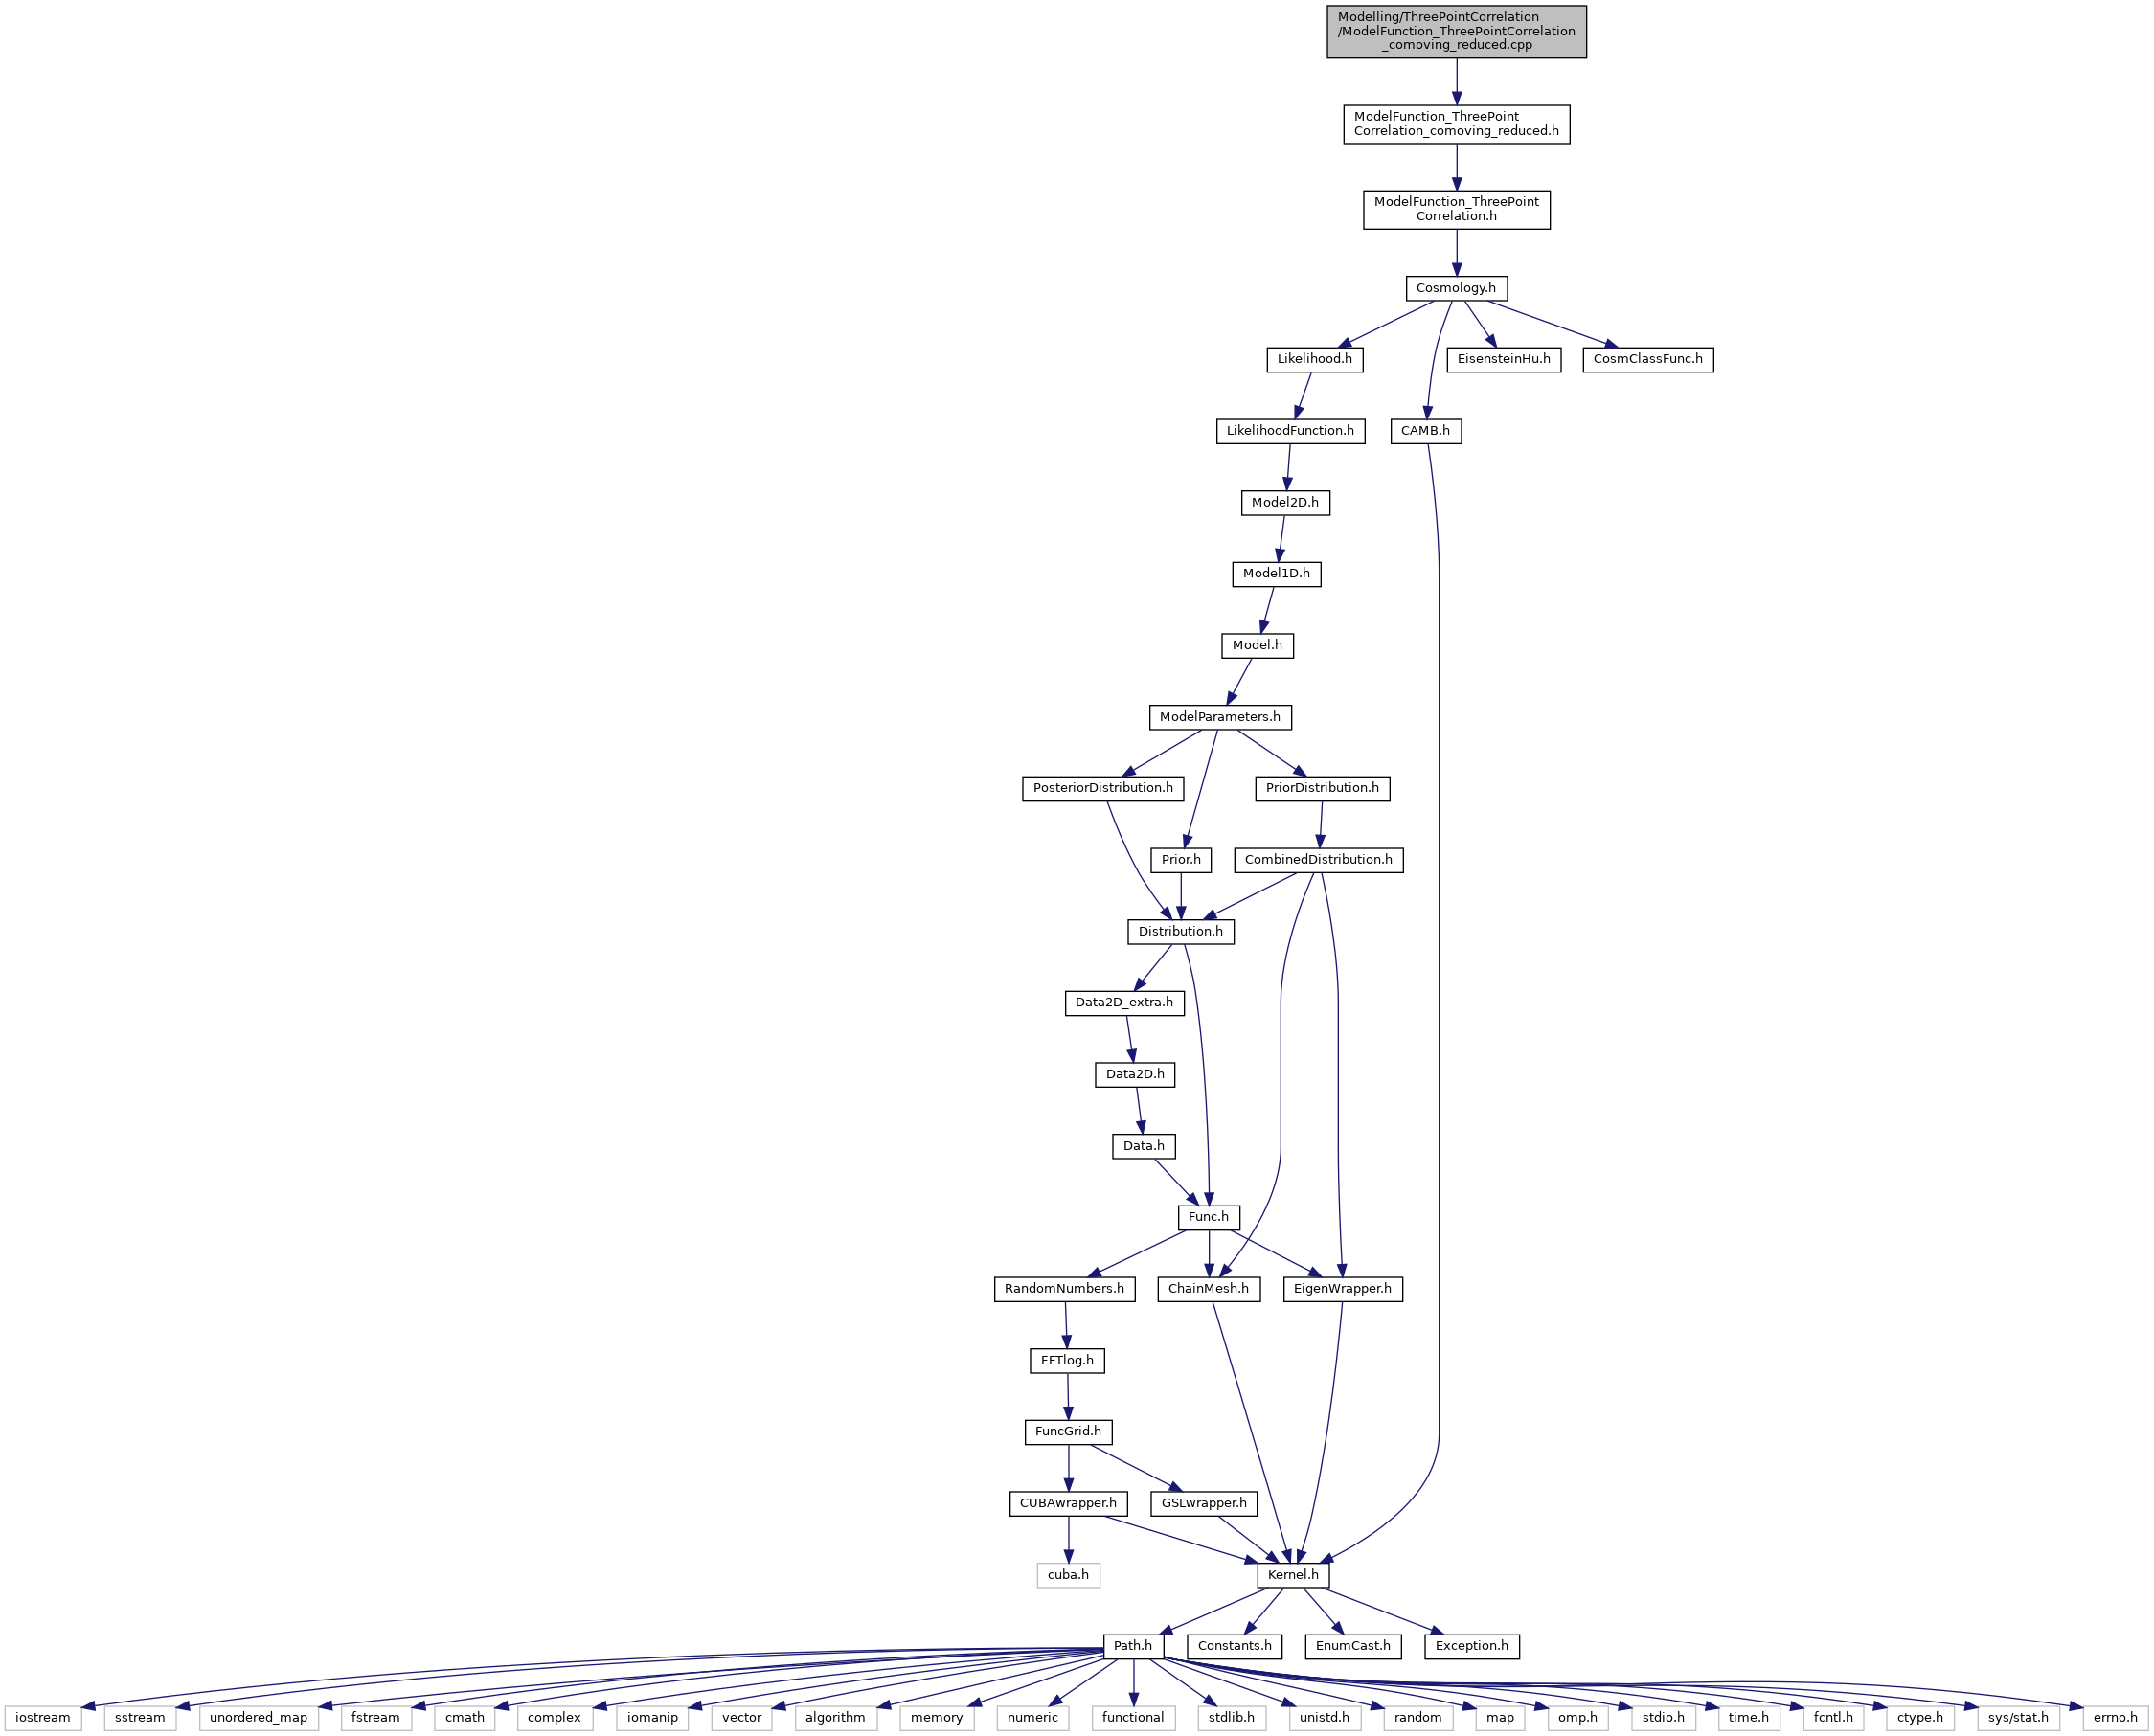 Modelling/ThreePointCorrelation
/ModelFunction_ThreePointCorrelation
_comoving_reduced.cpp
ModelFunction_ThreePoint
Correlation_comoving_reduced.h
ModelFunction_ThreePoint
Correlation.h
Cosmology.h
Likelihood.h
EisensteinHu.h
CosmClassFunc.h
LikelihoodFunction.h
CAMB.h
Model2D.h
Model1D.h
Model.h
ModelParameters.h
PosteriorDistribution.h
PriorDistribution.h
Prior.h
CombinedDistribution.h
Distribution.h
Data2D_extra.h
Data2D.h
Data.h
Func.h
RandomNumbers.h
ChainMesh.h
EigenWrapper.h
FFTlog.h
FuncGrid.h
CUBAwrapper.h
GSLwrapper.h
cuba.h
Kernel.h
Path.h
Constants.h
EnumCast.h
Exception.h
iostream
sstream
unordered_map
fstream
cmath
complex
iomanip
vector
algorithm
memory
numeric
functional
stdlib.h
unistd.h
random
map
omp.h
stdio.h
time.h
fcntl.h
ctype.h
sys/stat.h
errno.h